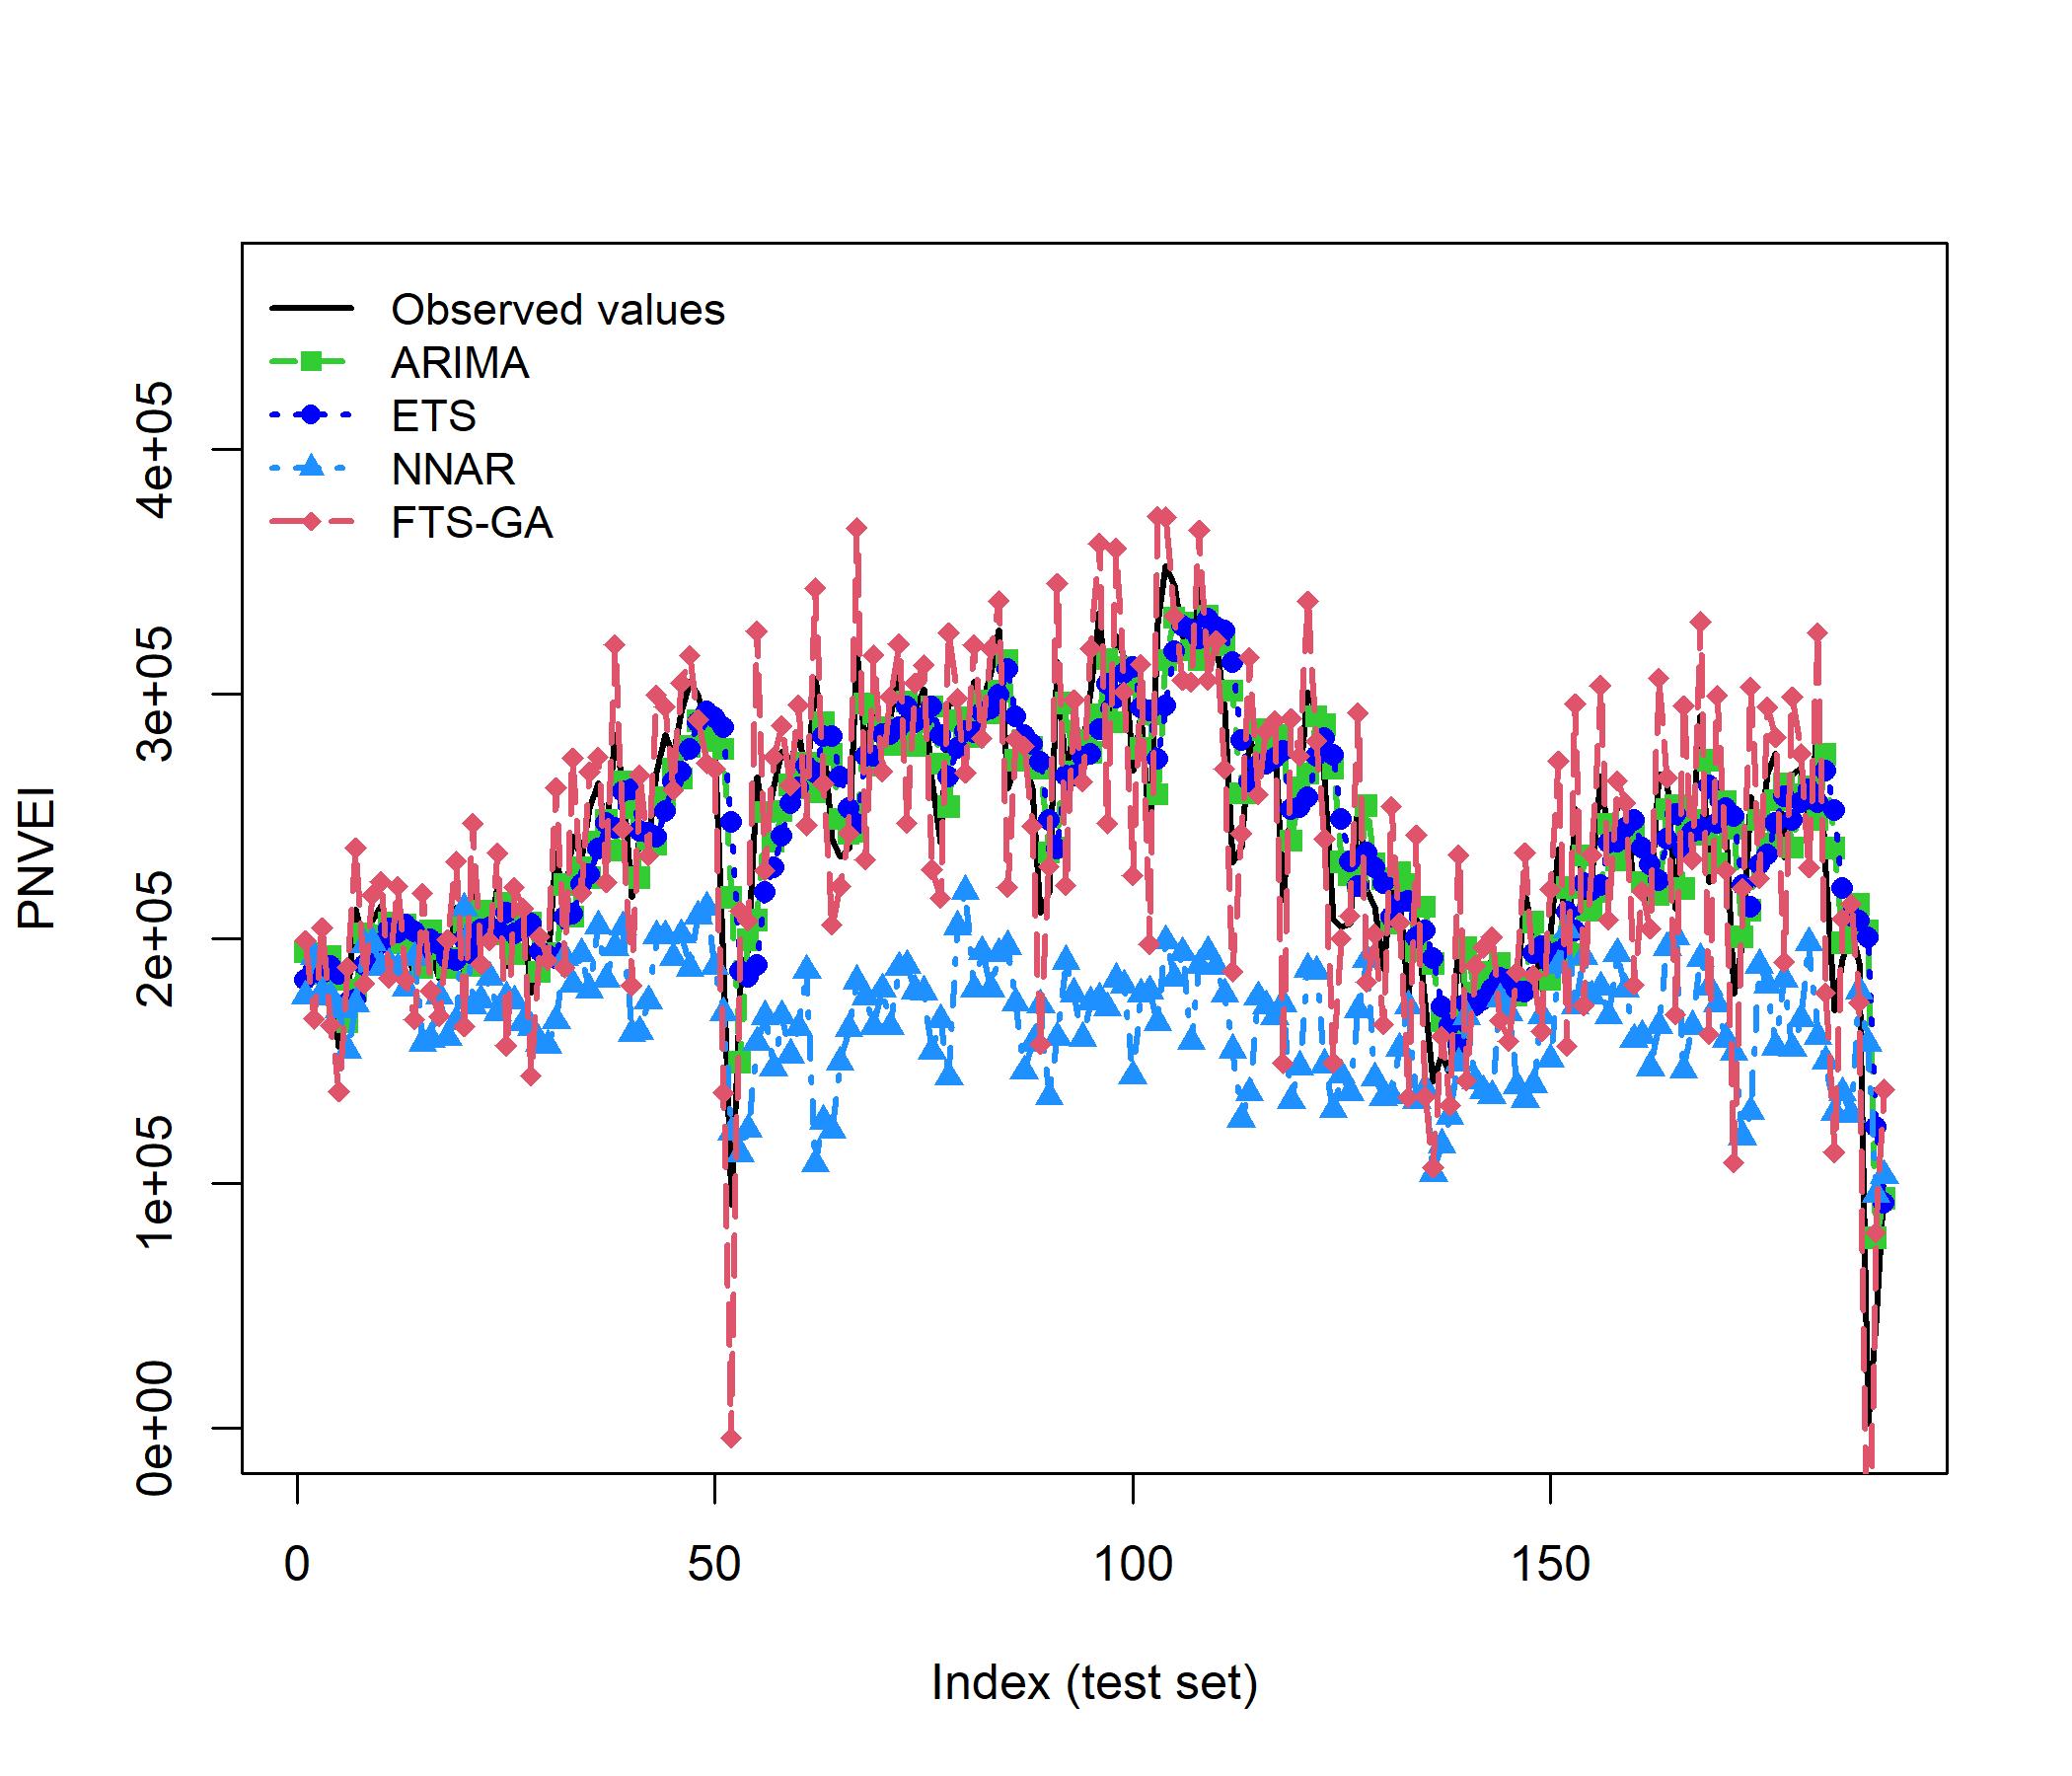 Observed values
ARIMA
ETS
NNAR
FTS-GA
PNVEI
4e+05
3e+05
2e+05
1e+05
0e+00
0 50 100 150
Index (test set)